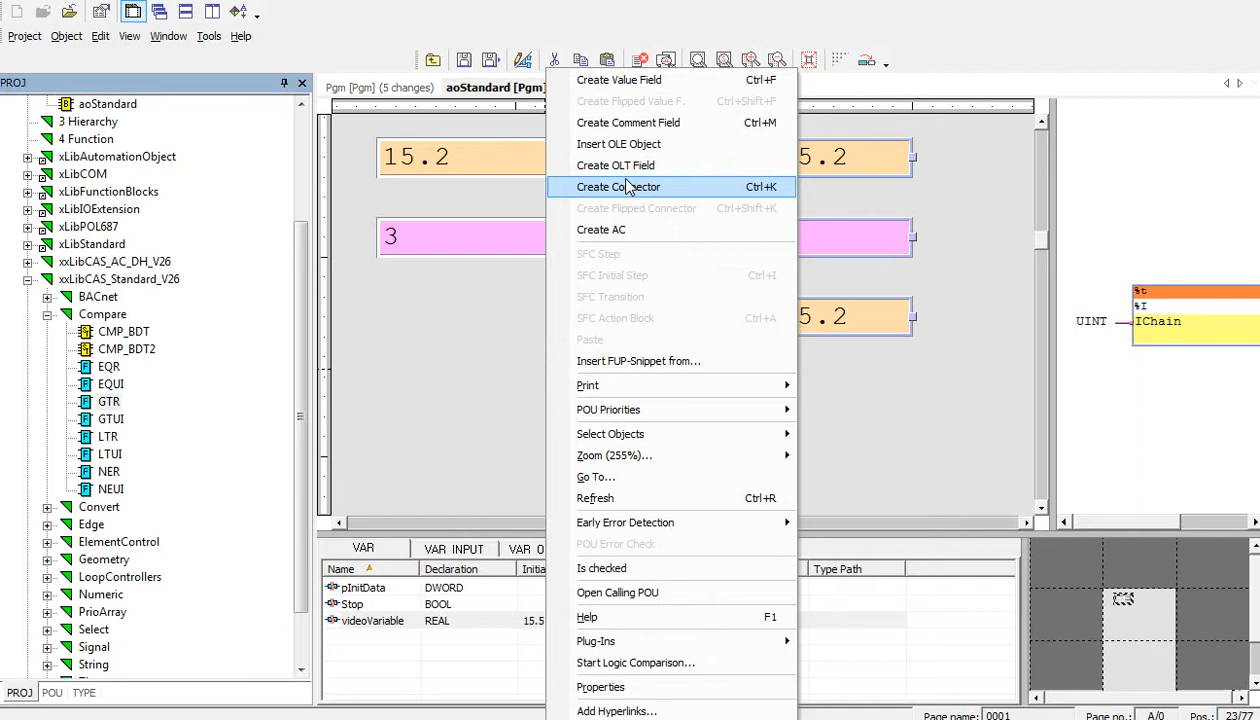 Project Object Edit View Window Tools Help
PROJ
aoStandard
3 Hierarchy
4 Function
xLibAutomationObject
xLibCAS
xLibFunctionBlocks
xLibIOExtension
xLibPOL687
xLibStandard
xxLibCAS_AC_DH_V26
xxLibCAS_Standard_V26
BACnet
Compare
CMP_BDT
CMP_BDT2
EQR
EQUI
GTR
GTUI
LTR
LTUI
NER
NEUI
Convert
Edge
ElementControl
Geometry
LoopControllers
Numeric
PrioArray
Select
Signal
String
PROJ POU TYPE
Pgm [Pgm] (5 changes) aoStandard [Pgm]
15.2
3
5.2
5.2
Create Value Field Ctrl+F
Create Flipped Value F. Ctrl+Shift+F
Create Comment Field Ctrl+M
Insert OLE Object
Create OLT Field
Create Connector Ctrl+K
Create Flipped Connector Ctrl+Shift+K
Create AC
SFC Step
SFC Initial Step Ctrl+I
SFC Transition
SFC Action Block Ctrl+A
Paste
Insert FUP-Snippet from...
Print
POU Priorities
Select Objects
Zoom (255%)...
Go To...
Refresh Ctrl+R
Early Error Detection
POU Error Check
Is checked
Open Calling POU
Help F1
Plug-Ins
Start Logic Comparison...
Properties
Add Hyperlinks...
%t
%I
UINT IChain
VAR VAR INPUT VAR O
Name Declaration Initia Type Path
pInitData DWORD
Stop BOOL
videoVariable REAL 15.5
Page name: 0001 Page no.: A/0 Pos: 23/77